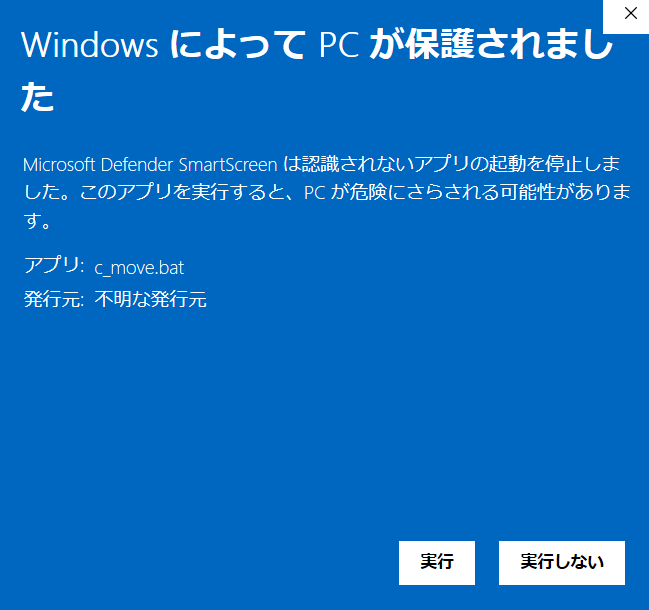 Windows によって PC が保護されまし
た
Microsoft Defender SmartScreen は認識されないアプリの起動を停止しま
した。このアプリを実行すると、PC が危険にさらされる可能性がありま
す。
アプリ: c_move.bat
発行元: 不明な発行元
実行 実行しない